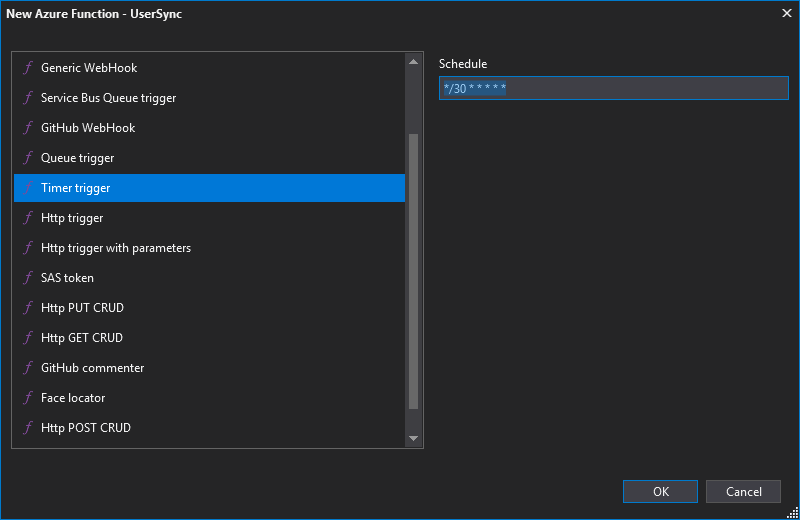 New Azure Function - UserSync
Generic WebHook
Service Bus Queue trigger
GitHub WebHook
Queue trigger
Timer trigger
Http trigger
Http trigger with parameters
SAS token
Http PUT CRUD
Http GET CRUD
GitHub commenter
Face locator
Http POST CRUD
Schedule
*/30 * * * * *
OK
Cancel